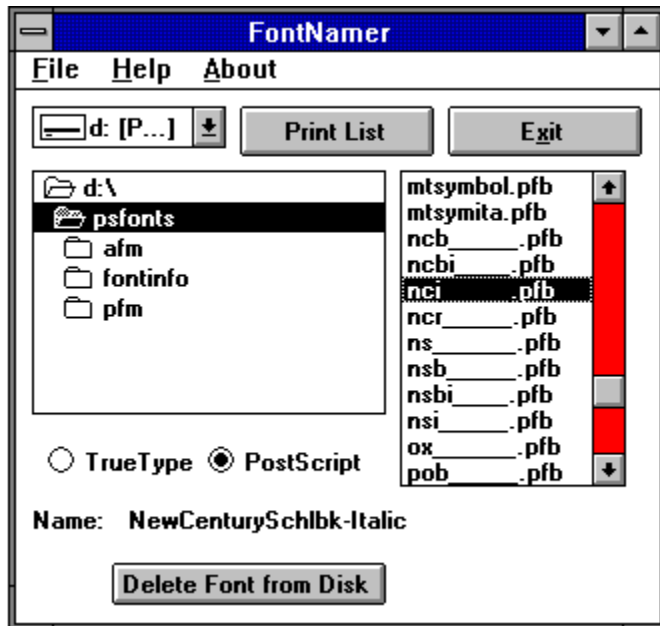 FontNamer
File Help About
d: [P...] Print List Exit
d:\
psfonts
afm
fontinfo
pfm
mtsymbol.pfb
mtsymita.pfb
ncb_____.pfb
ncbi____.pfb
nci_____.pfb
ncr_____.pfb
ns______.pfb
nsb_____.pfb
nsbi____.pfb
nsi_____.pfb
ox______.pfb
pob_____.pfb
TrueType PostScript
Name: NewCenturySchlbk-Italic
Delete Font from Disk